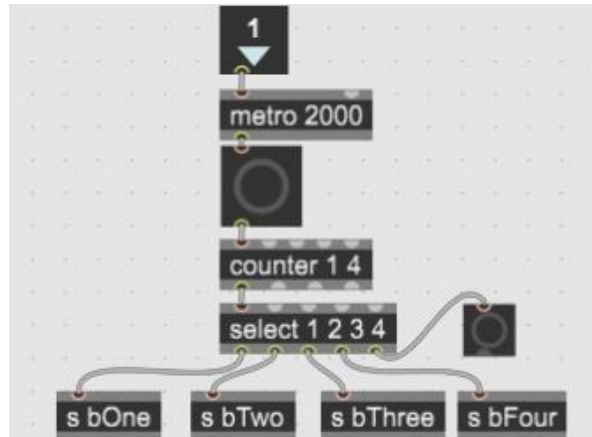 1
metro 2000
counter 1 4
select 1 2 3 4
s bOne
s bTwo
s bThree
s bFour